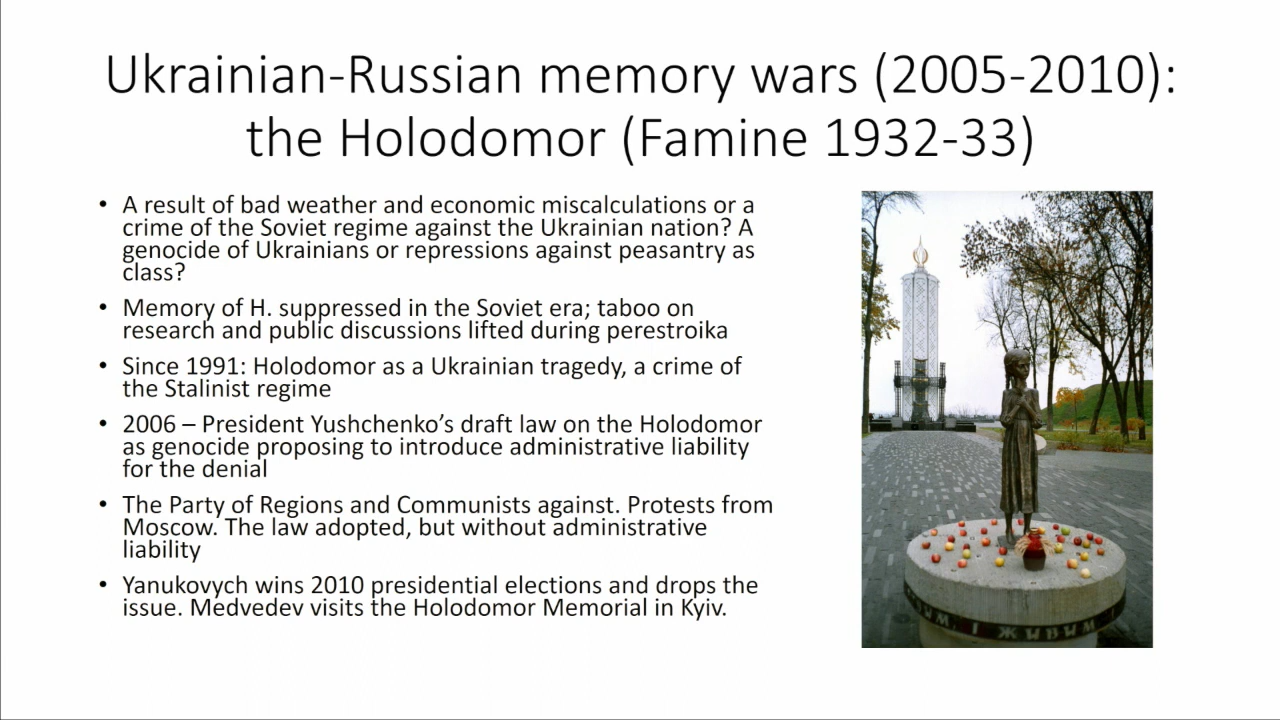 Ukrainian-Russian memory wars (2005-2010):
the Holodomor (Famine 1932-33)
• A result of bad weather and economic miscalculations or a
crime of the Soviet regime against the Ukrainian nation? A
genocide of Ukrainians or repressions against peasantry as
class?
• Memory of H. suppressed in the Soviet era; taboo on
research and public discussions lifted during perestroika
• Since 1991: Holodomor as a Ukrainian tragedy, a crime of
the Stalinist regime
• 2006 – President Yushchenko’s draft law on the Holodomor
as genocide proposing to introduce administrative liability
for the denial
• The Party of Regions and Communists against. Protests from
Moscow. The law adopted, but without administrative
liability
• Yanukovych wins 2010 presidential elections and drops the
issue. Medvedev visits the Holodomor Memorial in Kyiv.
І ЖИВИМ